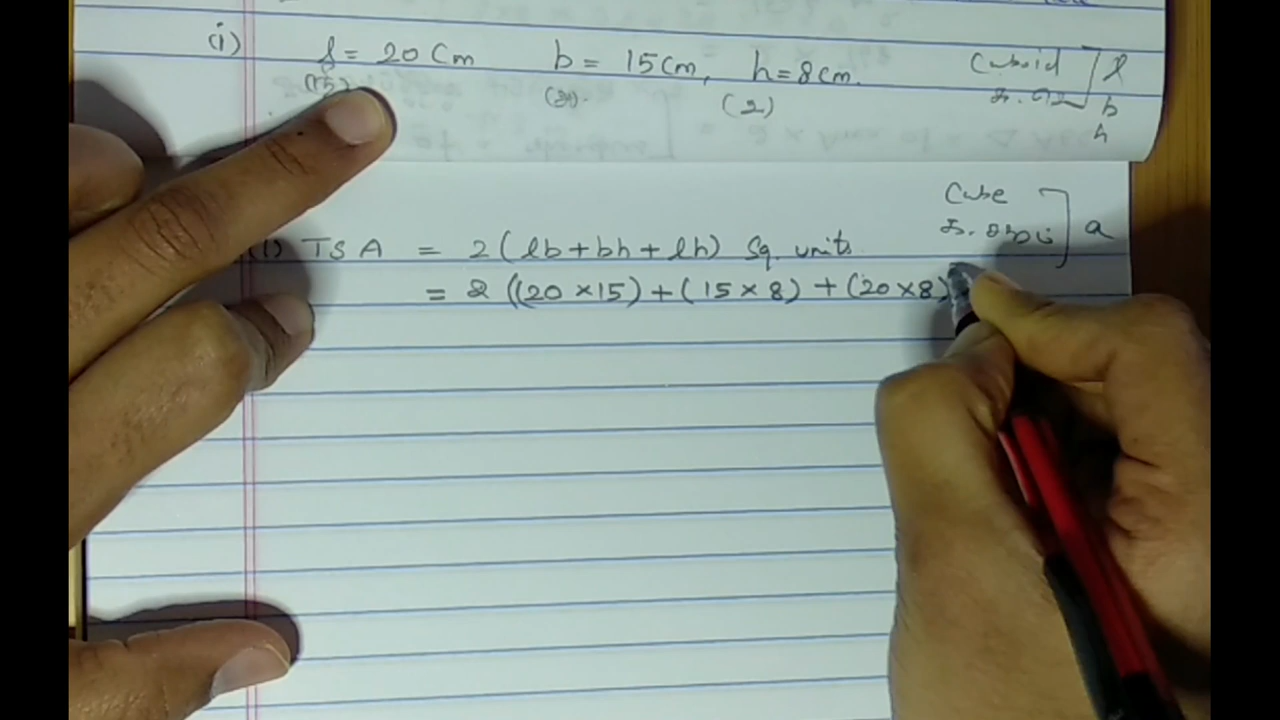 (i) l = 20 Cm b = 15 cm, h = 8 cm.
(2)
Cuboid
l
b
h
Cube
a
(i) TSA = 2 (lb + bh + lh) Sq. units.
= 2 ((20 × 15) + (15 × 8) + (20 × 8)